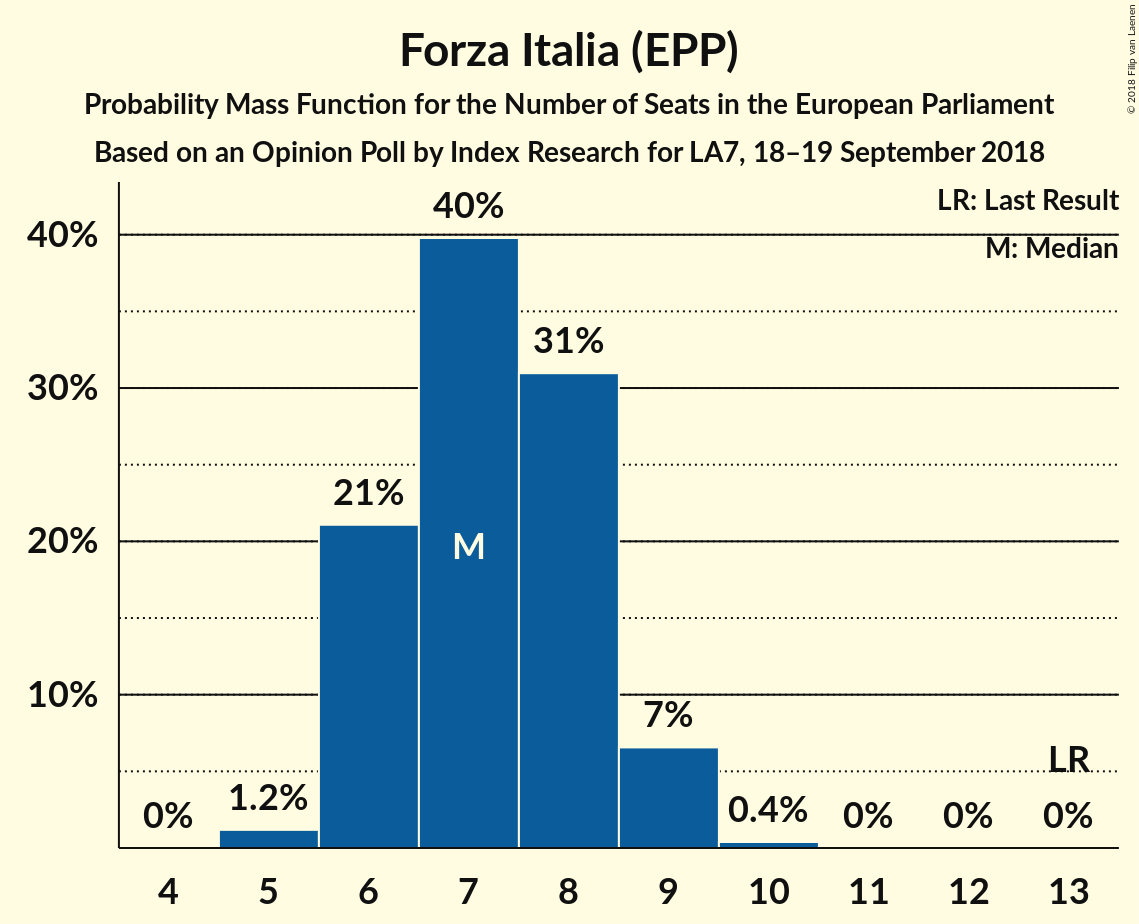 Forza Italia (EPP)
Probability Mass Function for the Number of Seats in the European Parliament
Based on an Opinion Poll by Index Research for LA7, 18–19 September 2018
© 2018 Filip van Laenen
LR: Last Result
M: Median
40%
30%
20%
10%
0%
1.2%
21%
40%
31%
7%
0.4%
0%
0%
0%
M
LR
4 5 6 7 8 9 10 11 12 13